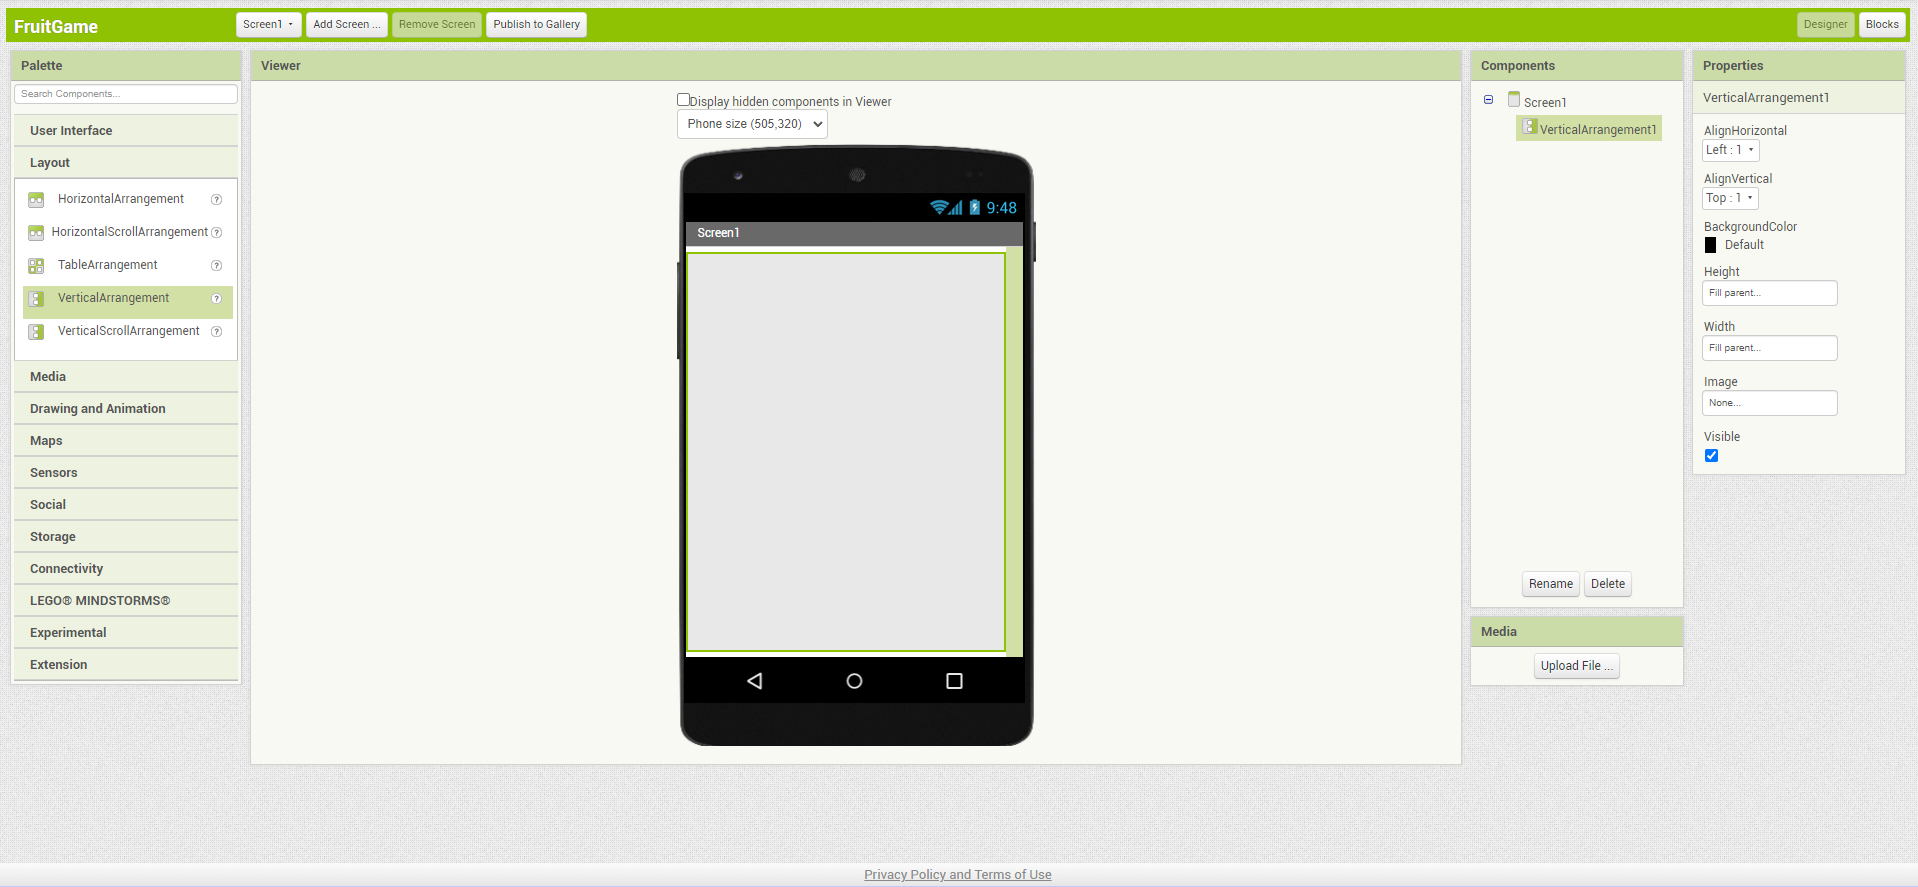 FruitGame
Screen1
Add Screen ...
Remove Screen
Publish to Gallery
Designer
Blocks
Palette
Search Components...
User Interface
Layout
HorizontalArrangement ?
HorizontalScrollArrangement ?
TableArrangement ?
VerticalArrangement ?
VerticalScrollArrangement ?
Media
Drawing and Animation
Maps
Sensors
Social
Storage
Connectivity
LEGO® MINDSTORMS®
Experimental
Extension
Viewer
Display hidden components in Viewer
Phone size (505,320)
9:48
Screen1
Components
Screen1
VerticalArrangement1
Rename
Delete
Media
Upload File ...
Properties
VerticalArrangement1
AlignHorizontal
Left : 1
AlignVertical
Top : 1
BackgroundColor
Default
Height
Fill parent...
Width
Fill parent...
Image
None...
Visible
Privacy Policy and Terms of Use